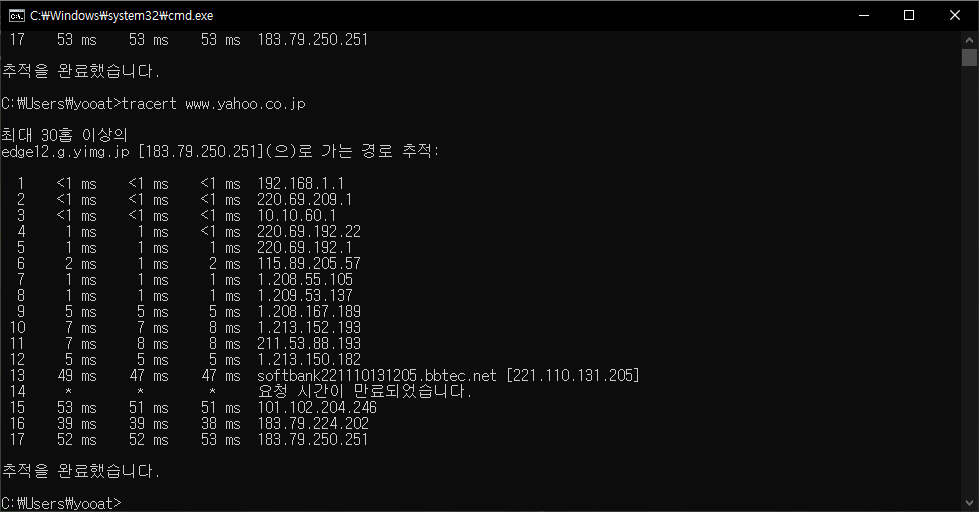 C:₩Windows₩system32₩cmd.exe
17 53 ms 53 ms 53 ms 183.79.250.251
추적을 완료했습니다.
C:₩Users₩yooat>tracert www.yahoo.co.jp
최대 30홉 이상의
edge12.g.yimg.jp [183.79.250.251](으)로 가는 경로 추적:
1 <1 ms <1 ms <1 ms 192.168.1.1
2 <1 ms <1 ms <1 ms 220.69.209.1
3 <1 ms <1 ms <1 ms 10.10.60.1
4 1 ms 1 ms <1 ms 220.69.192.22
5 1 ms 1 ms 1 ms 220.69.192.1
6 2 ms 1 ms 2 ms 115.89.205.57
7 1 ms 1 ms 1 ms 1.208.55.105
8 1 ms 1 ms 1 ms 1.209.53.137
9 5 ms 5 ms 5 ms 1.208.167.189
10 7 ms 7 ms 8 ms 1.213.152.193
11 7 ms 8 ms 8 ms 211.53.88.193
12 5 ms 5 ms 5 ms 1.213.150.182
13 49 ms 47 ms 47 ms softbank221110131205.bbtec.net [221.110.131.205]
14 * * * 요청 시간이 만료되었습니다.
15 53 ms 51 ms 51 ms 101.102.204.246
16 39 ms 39 ms 38 ms 183.79.224.202
17 52 ms 52 ms 53 ms 183.79.250.251
추적을 완료했습니다.
C:₩Users₩yooat>